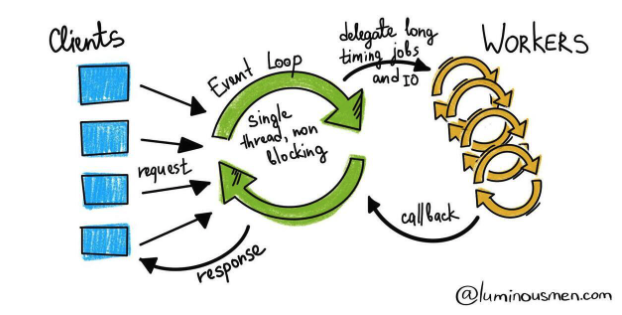 Clients
Event Loop
single
thread, non
blocking
request
response
delegate long
timing jobs
and IO
WORKERS
callback
@luminousmen.com